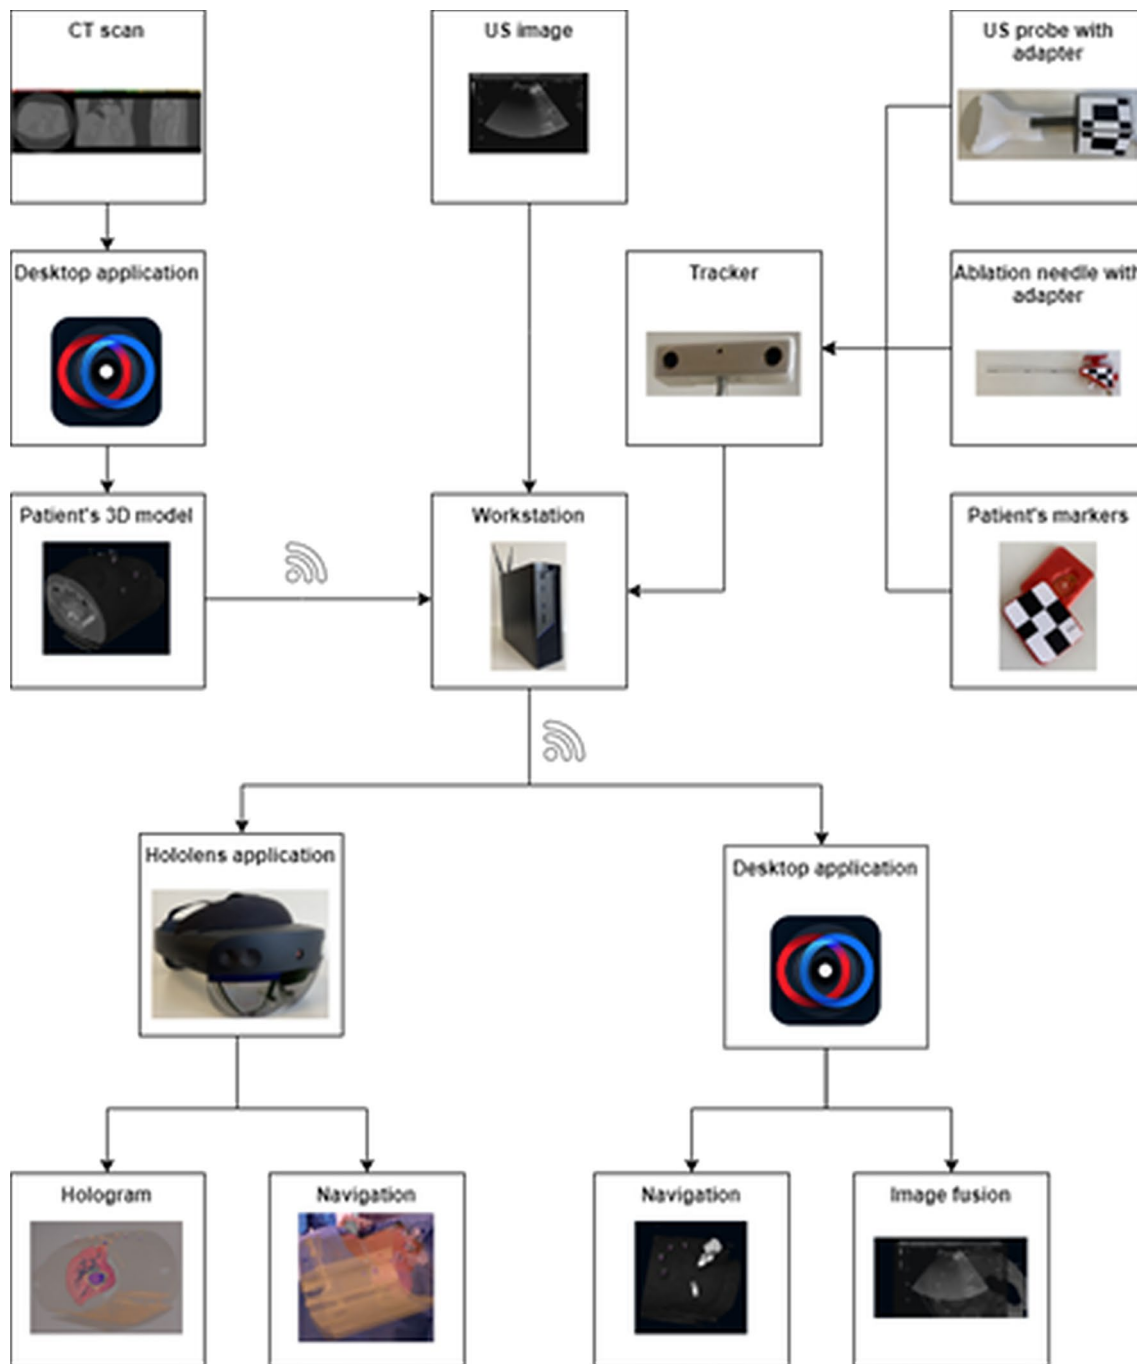 CT scan
US image
US probe with
adapter
Desktop application
Tracker
Ablation needle with
adapter
Patient's 3D model
Workstation
Patient's markers
Hololens application
Desktop application
Hologram
Navigation
Navigation
Image fusion